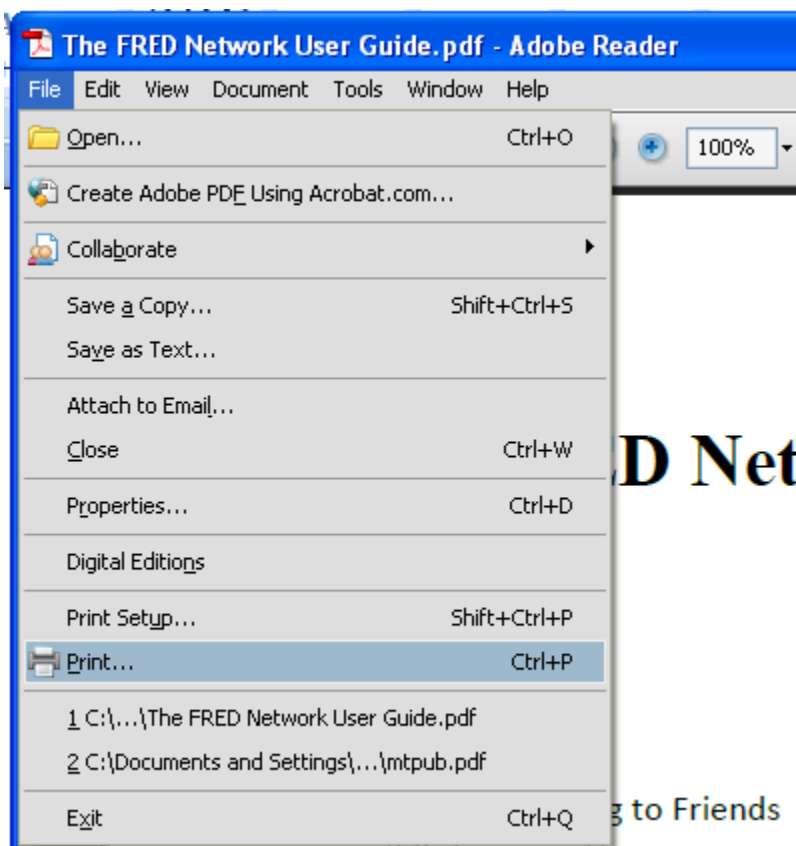 The FRED Network User Guide.pdf - Adobe Reader
File Edit View Document Tools Window Help
Open... Ctrl+O
100%
Create Adobe PDF Using Acrobat.com...
Collaborate
Save a Copy... Shift+Ctrl+S
Save as Text...
Attach to Email...
Close Ctrl+W
D Net
Properties... Ctrl+D
Digital Editions
Print Setup... Shift+Ctrl+P
Print... Ctrl+P
1 C:\...\The FRED Network User Guide.pdf
2 C:\Documents and Settings\...\mtpub.pdf
Exit Ctrl+Q
g to Friends